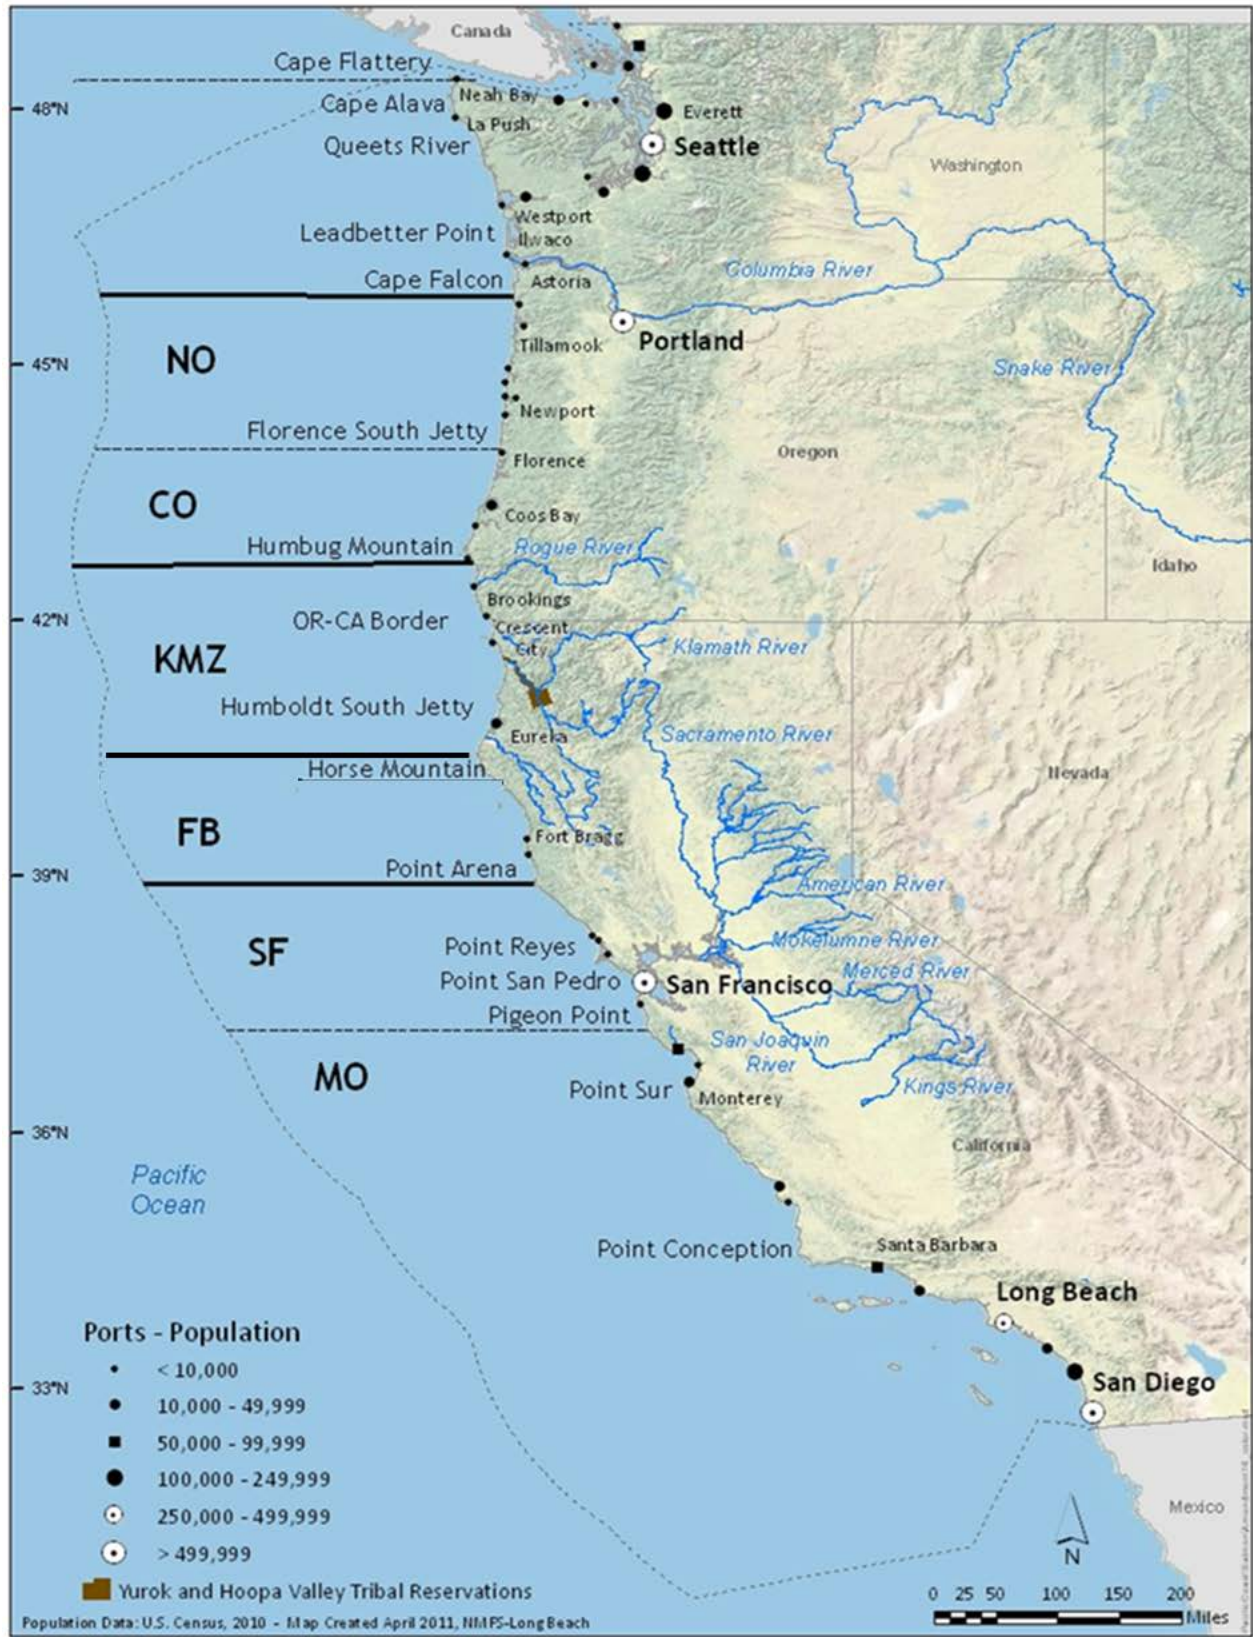 Canada
Cape Flattery
48°N
Neah Bay
Cape Alava
Everett
La Push
Queets River
Seattle
Washington
Westport
Leadbetter Point
Ilwaco
Columbia River
Cape Falcon
Astoria
Portland
Tillamook
NO
45°N
Snake River
Newport
Florence South Jetty
Oregon
Florence
CO
Coos Bay
Humbug Mountain
Rogue River
Idaho
Brookings
42°N
OR-CA Border
Crescent
City
Klamath River
KMZ
Humboldt South Jetty
Eureka
Sacramento River
Horse Mountain
Nevada
FB
Fort Bragg
Point Arena
39°N
American River
Point Reyes
SF
Mokelumne River
Merced River
Point San Pedro
San Francisco
Pigeon Point
San Joaquin
River
MO
Point Sur
Kings River
Monterey
36°N
California
Pacific
Ocean
Point Conception
Santa Barbara
Long Beach
Ports - Population
< 10,000
San Diego
33°N
10,000 - 49,999
50,000 - 99,999
100,000 - 249,999
250,000 - 499,999
Mexico
> 499,999
N
Yurok and Hoopa Valley Tribal Reservations
0 25 50 100 150 200
Miles
Population Data: U.S. Census, 2010 - Map Created April 2011, NMFS-Long Beach